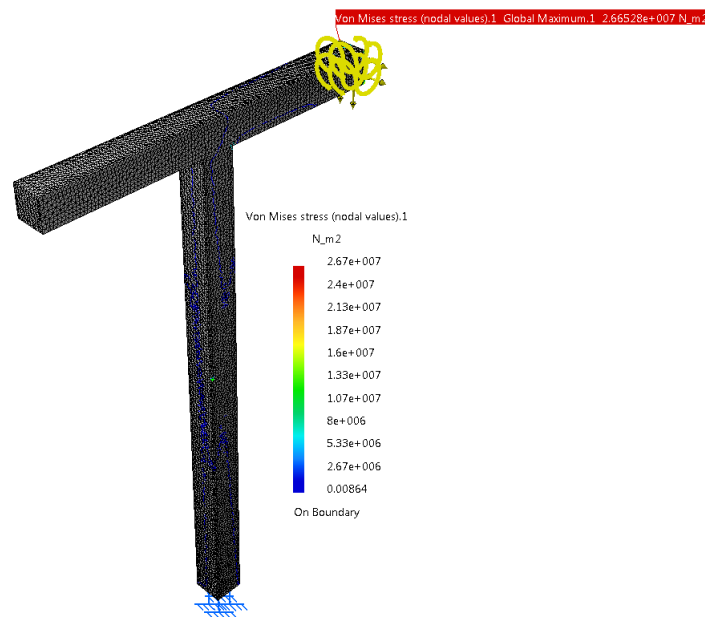 Von Mises stress (nodal values).1 Global Maximum.1 2.66528e+007 N_m2
Von Mises stress (nodal values).1
N_m2
2.67e+007
2.4e+007
2.13e+007
1.87e+007
1.6e+007
1.33e+007
1.07e+007
8e+006
5.33e+006
2.67e+006
0.00864
On Boundary